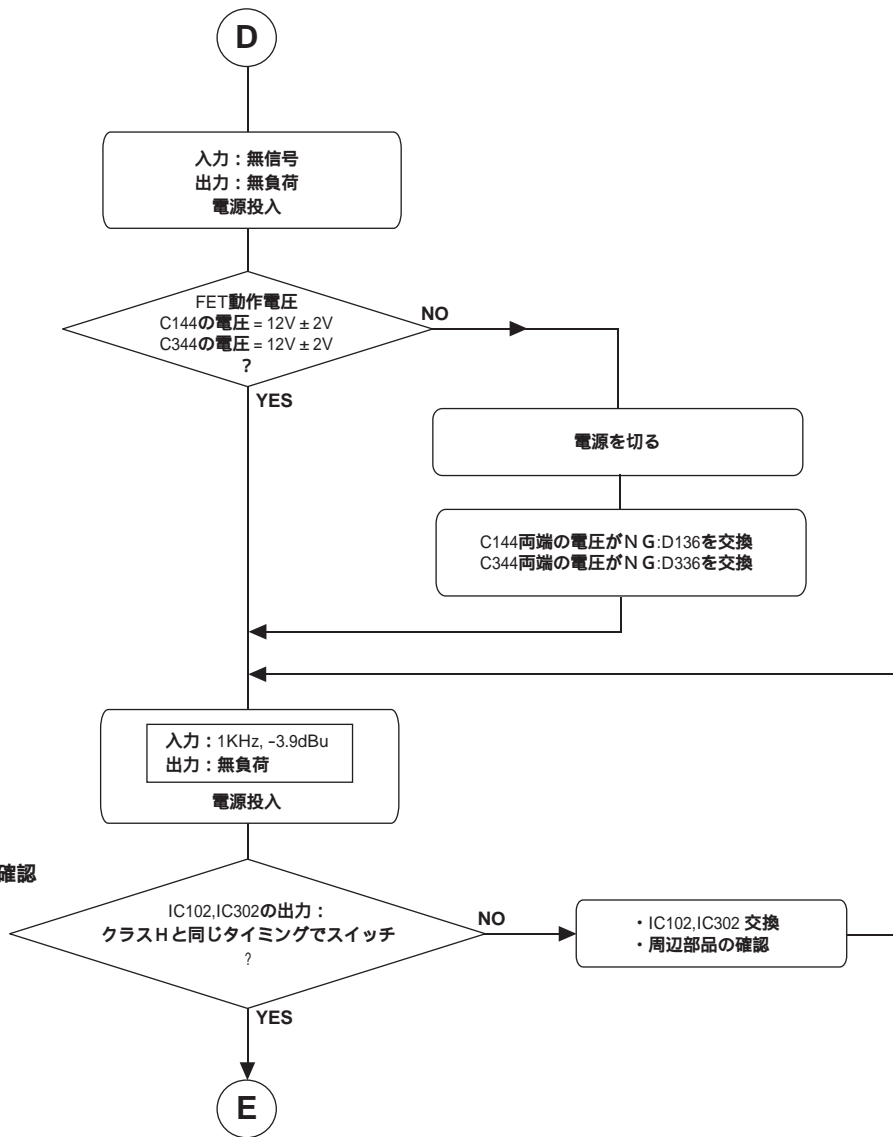 D
入力：無信号
出力：無負荷
電源投入
FET動作電圧
C144の電圧 = 12V ± 2V
C344の電圧 = 12V ± 2V
?
NO
YES
電源を切る
C144両端の電圧がＮＧ:D136を交換
C344両端の電圧がＮＧ:D336を交換
入力：1KHz, −3.9dBu
出力：無負荷
電源投入
確認
IC102,IC302の出力：
クラスＨと同じタイミングでスイッチ
?
NO
・IC102,IC302 交換
・周辺部品の確認
YES
E